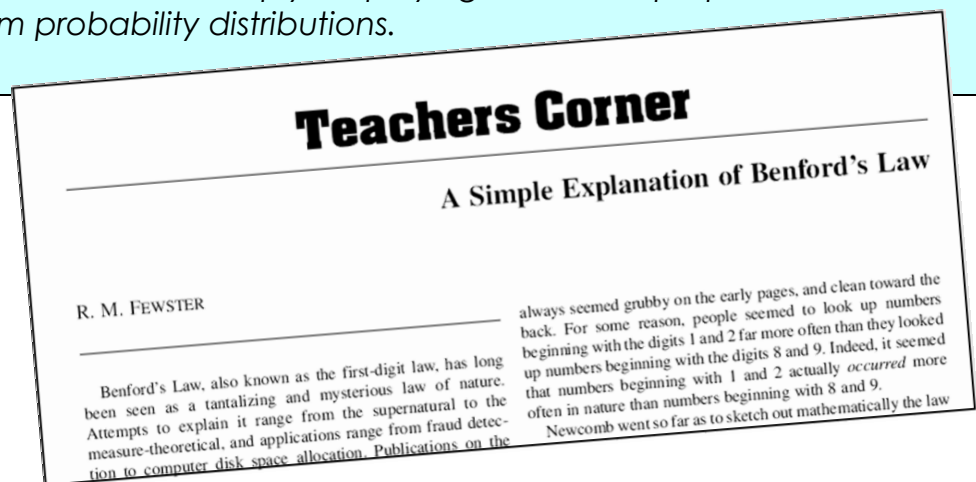 m probability distributions.
Teachers Corner
A Simple Explanation of Benford's Law
R. M. FEWSTER
Benford's Law, also known as the first-digit law, has long
been seen as a tantalizing and mysterious law of nature.
Attempts to explain it range from the supernatural to the
measure-theoretical, and applications range from fraud detec-
tion to computer disk space allocation. Publications on the
always seemed grubby on the early pages, and clean toward the
back. For some reason, people seemed to look up numbers
beginning with the digits 1 and 2 far more often than they looked
up numbers beginning with the digits 8 and 9. Indeed, it seemed
that numbers beginning with 1 and 2 actually occurred more
often in nature than numbers beginning with 8 and 9.
Newcomb went so far as to sketch out mathematically the law